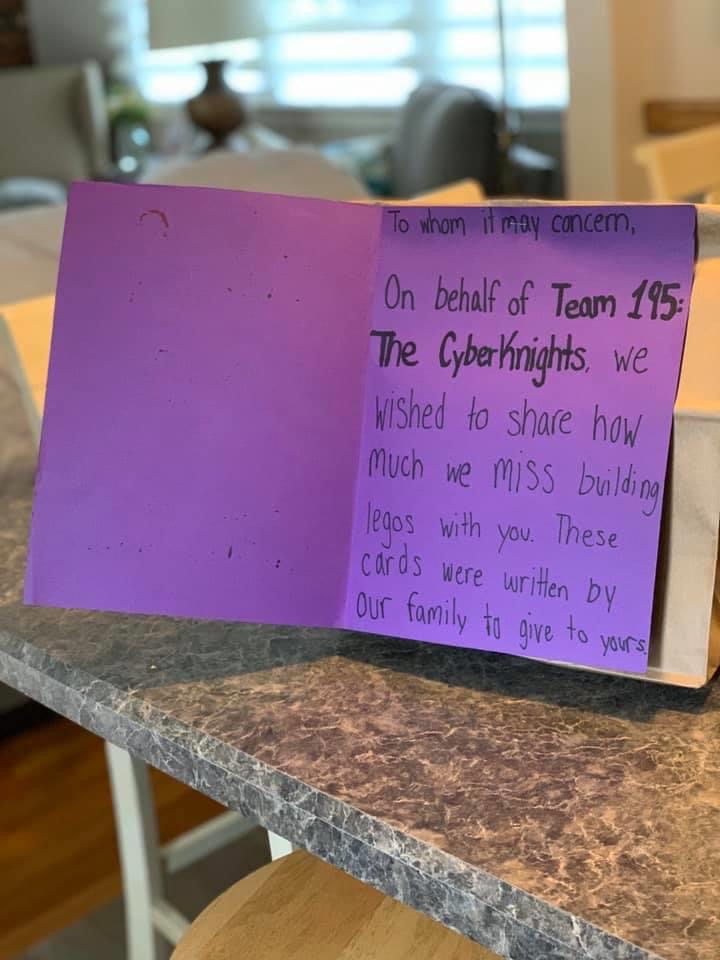 To whom it may concern,
On behalf of Team 195:
The CyberKnights, we
wished to share how
much we miss building
legos with you. These
cards were written by
our family to give to yours.